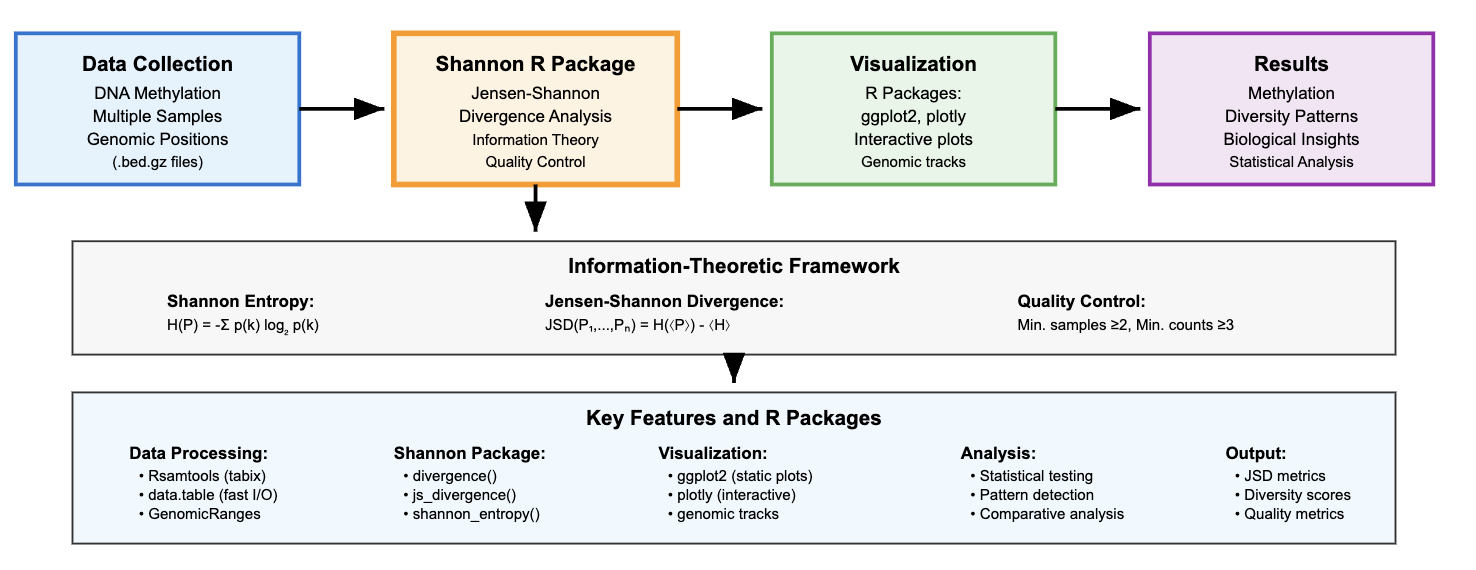 Data Collection
DNA Methylation
Multiple Samples
Genomic Positions
(.bed.gz files)
Shannon R Package
Jensen-Shannon
Divergence Analysis
Information Theory
Quality Control
Visualization
R Packages:
ggplot2, plotly
Interactive plots
Genomic tracks
Results
Methylation
Diversity Patterns
Biological Insights
Statistical Analysis
Information-Theoretic Framework
Shannon Entropy:
H(P) = -Σ p(k) log₂ p(k)
Jensen-Shannon Divergence:
JSD(P₁,...,Pₙ) = H(⟨P⟩) - ⟨H⟩
Quality Control:
Min. samples ≥2, Min. counts ≥3
Key Features and R Packages
Data Processing:
• Rsamtools (tabix)
• data.table (fast I/O)
• GenomicRanges
Shannon Package:
• divergence()
• js_divergence()
• shannon_entropy()
Visualization:
• ggplot2 (static plots)
• plotly (interactive)
• genomic tracks
Analysis:
• Statistical testing
• Pattern detection
• Comparative analysis
Output:
• JSD metrics
• Diversity scores
• Quality metrics